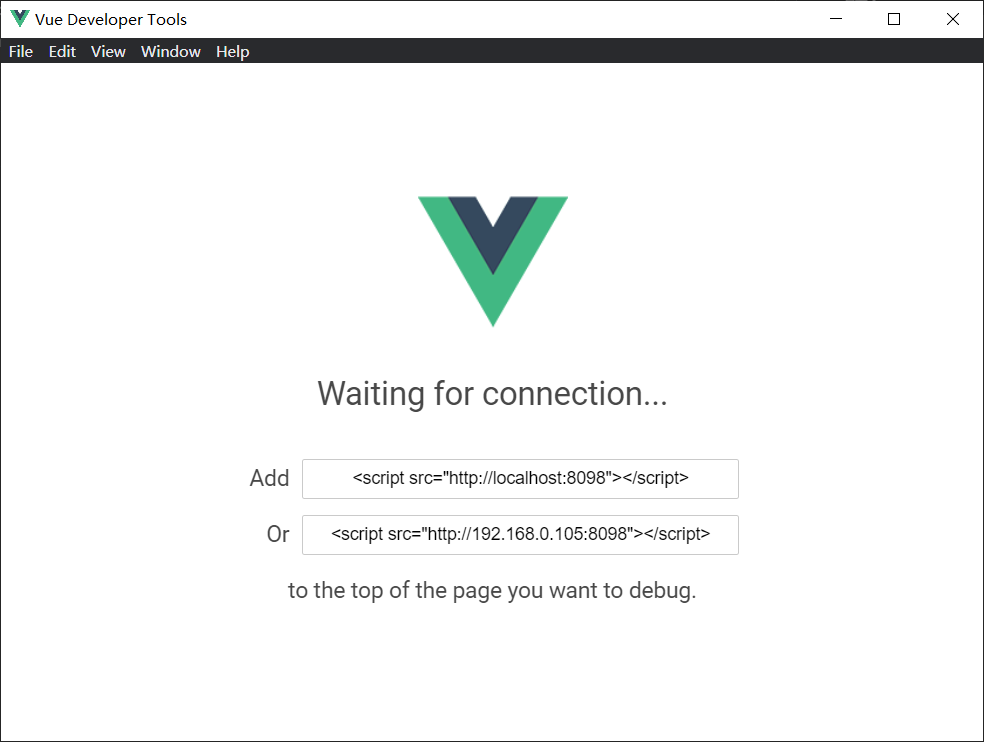 Vue Developer Tools
File Edit View Window Help
Waiting for connection...
Add <script src="http://localhost:8098"></script>
Or <script src="http://192.168.0.105:8098"></script>
to the top of the page you want to debug.